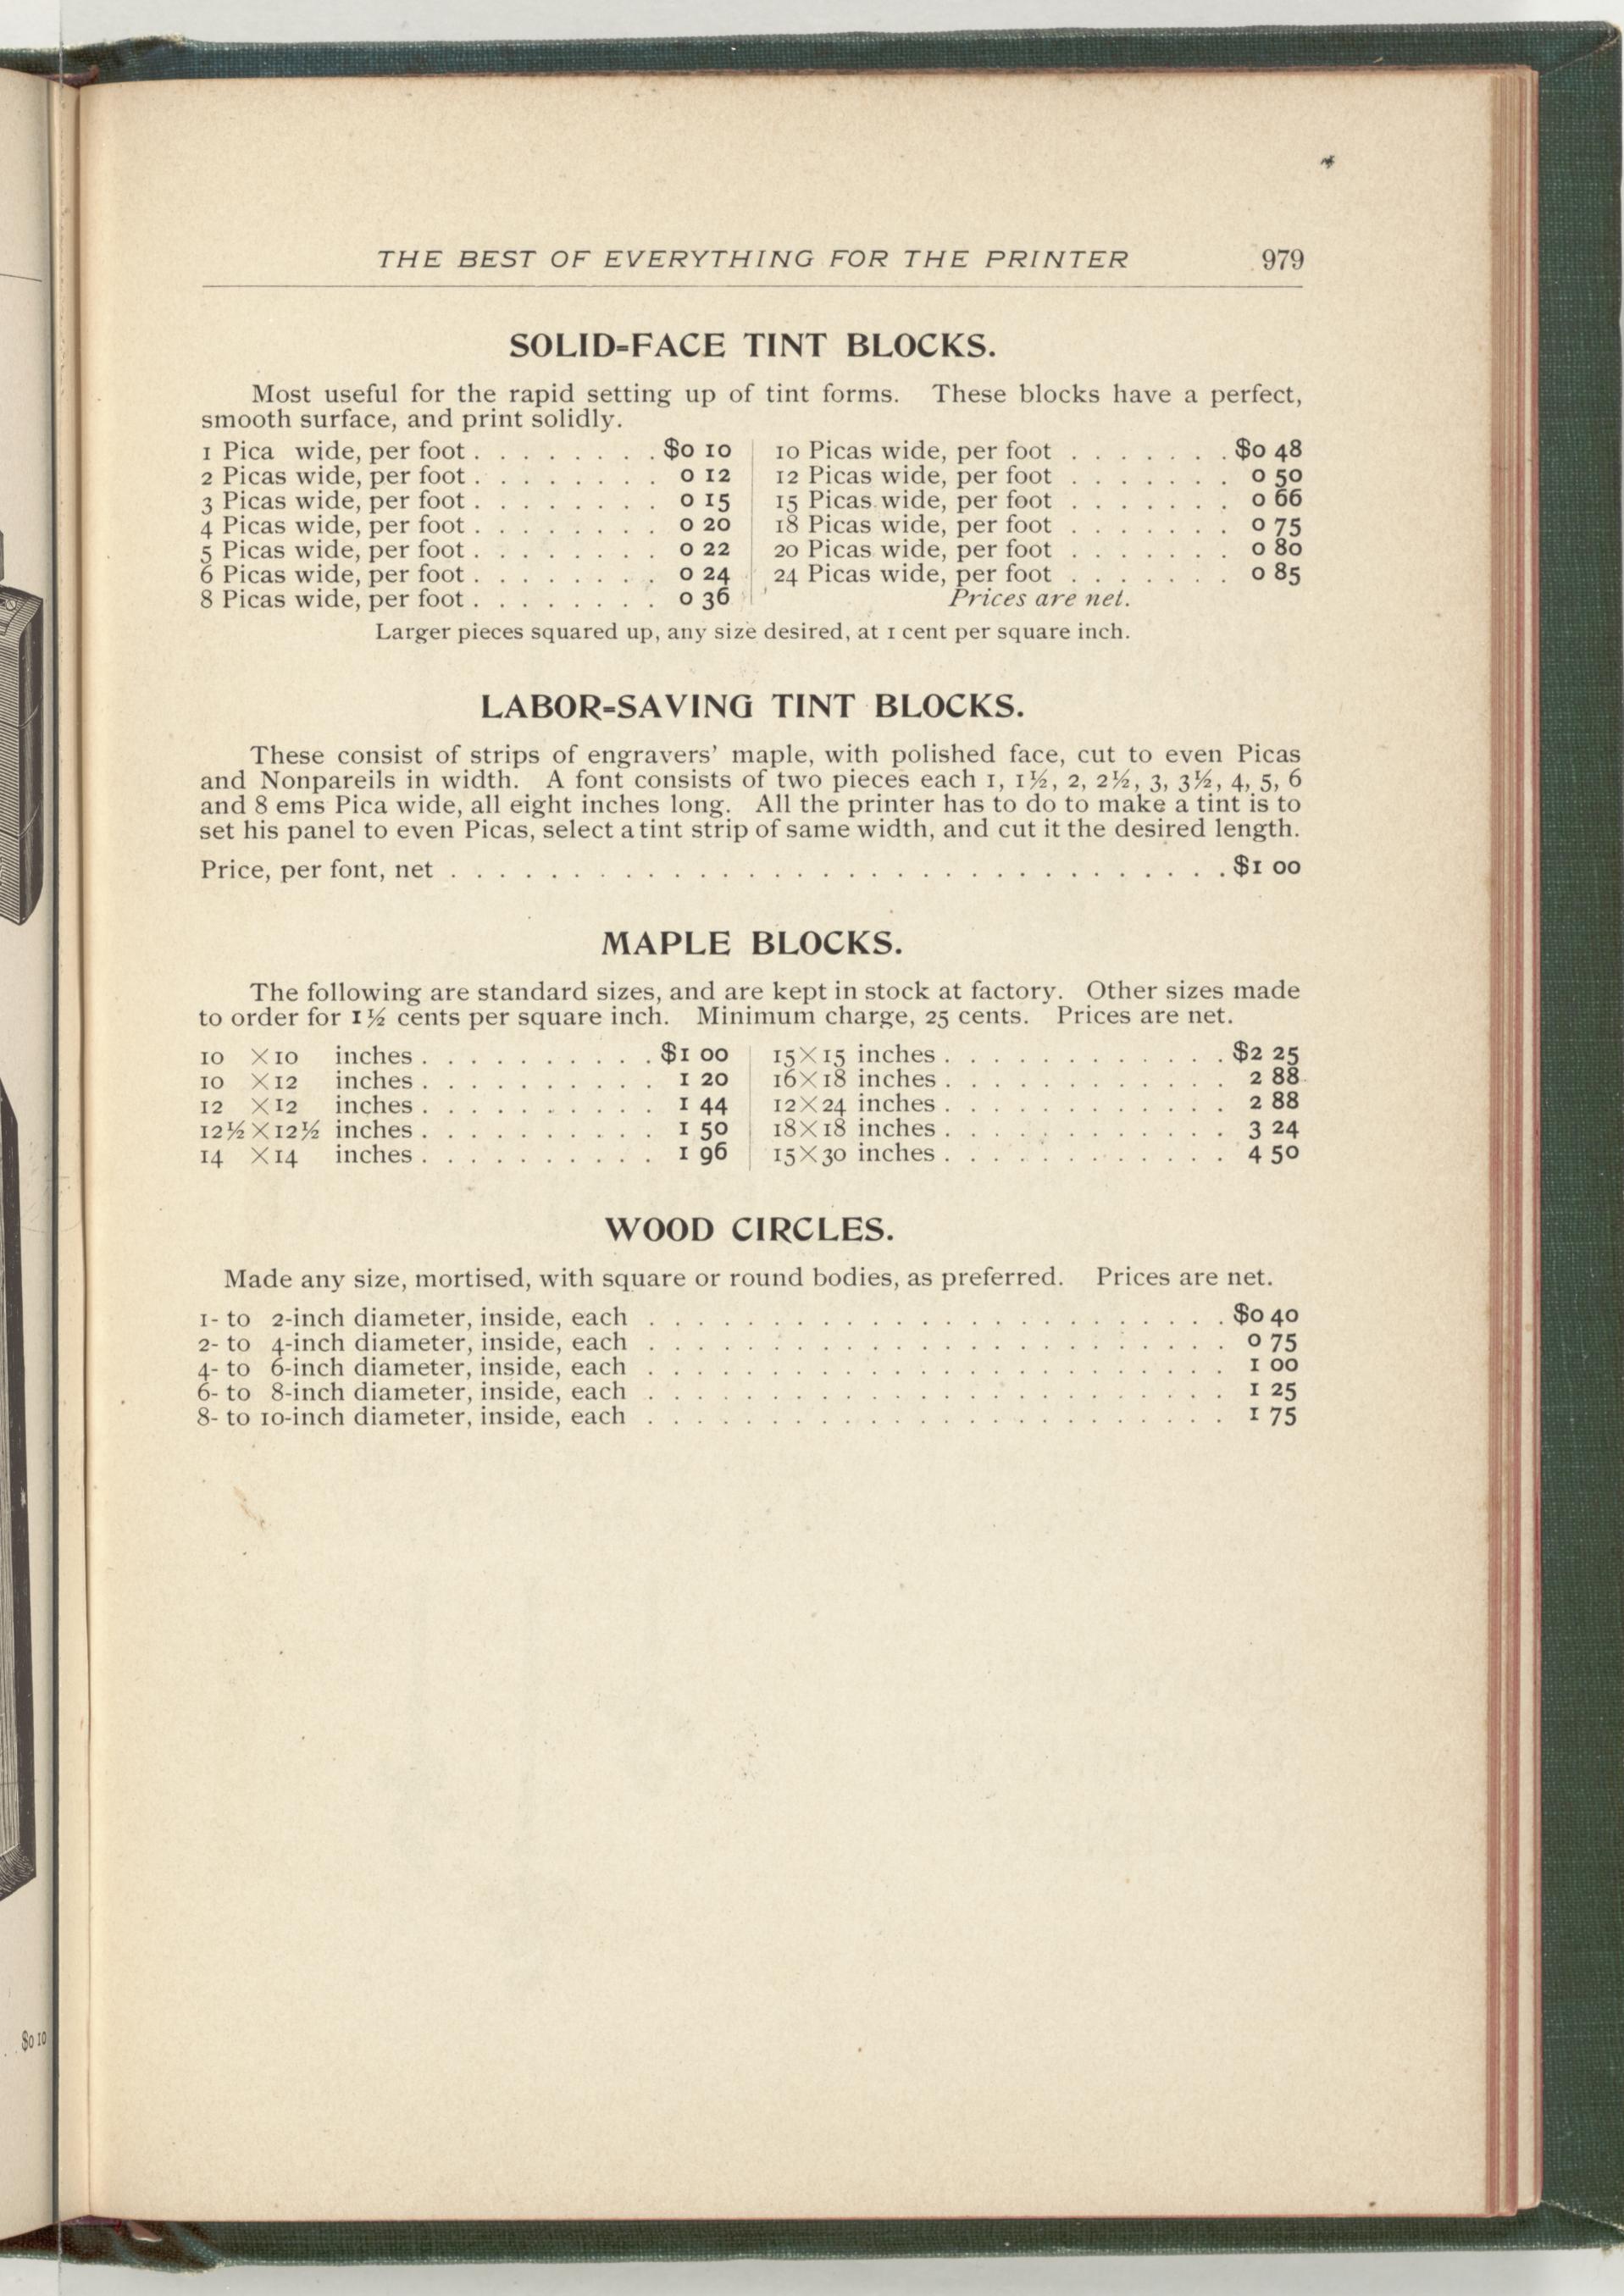 THE BEST OF EVERYTHING FOR THE PRINTER 979
SOLID-FACE TINT BLOCKS.
Most useful for the rapid setting up of tint forms. These blocks have a perfect,
smooth surface, and print solidly.
1 Pica wide, per foot . . . . . . . . $0 10
2 Picas wide, per foot . . . . . . . . 0 12
3 Picas wide, per foot . . . . . . . . 0 15
4 Picas wide, per foot . . . . . . . . 0 20
5 Picas wide, per foot . . . . . . . . 0 22
6 Picas wide, per foot . . . . . . . . 0 24
8 Picas wide, per foot . . . . . . . . 0 36
10 Picas wide, per foot . . . . . . . $0 48
12 Picas wide, per foot . . . . . . . 0 50
15 Picas wide, per foot . . . . . . . 0 66
18 Picas wide, per foot . . . . . . . 0 75
20 Picas wide, per foot . . . . . . . 0 80
24 Picas wide, per foot . . . . . . . 0 85
Prices are net.
Larger pieces squared up, any size desired, at 1 cent per square inch.
LABOR-SAVING TINT BLOCKS.
These consist of strips of engravers' maple, with polished face, cut to even Picas
and Nonpareils in width. A font consists of two pieces each 1, 1½, 2, 2½, 3, 3½, 4, 5, 6
and 8 ems Pica wide, all eight inches long. All the printer has to do to make a tint is to
set his panel to even Picas, select a tint strip of same width, and cut it the desired length.
Price, per font, net . . . . . . . . . . . . . . . . . . . . . . . . . . . . . . . . $1 00
MAPLE BLOCKS.
The following are standard sizes, and are kept in stock at factory. Other sizes made
to order for 1½ cents per square inch. Minimum charge, 25 cents. Prices are net.
10 ×10 inches . . . . . . . . . . $1 00
10 ×12 inches . . . . . . . . . . 1 20
12 ×12 inches . . . . . . . . . . 1 44
12½×12½ inches . . . . . . . . . . 1 50
14 ×14 inches . . . . . . . . . . 1 96
15×15 inches . . . . . . . . . . . . $2 25
16×18 inches . . . . . . . . . . . . 2 88
12×24 inches . . . . . . . . . . . . 2 88
18×18 inches . . . . . . . . . . . . 3 24
15×30 inches . . . . . . . . . . . . 4 50
WOOD CIRCLES.
Made any size, mortised, with square or round bodies, as preferred. Prices are net.
1- to 2-inch diameter, inside, each . . . . . . . . . . . . . . . . . . . . . . . . $0 40
2- to 4-inch diameter, inside, each . . . . . . . . . . . . . . . . . . . . . . . . 0 75
4- to 6-inch diameter, inside, each . . . . . . . . . . . . . . . . . . . . . . . . 1 00
6- to 8-inch diameter, inside, each . . . . . . . . . . . . . . . . . . . . . . . . 1 25
8- to 10-inch diameter, inside, each . . . . . . . . . . . . . . . . . . . . . . . . 1 75
. . $0 10